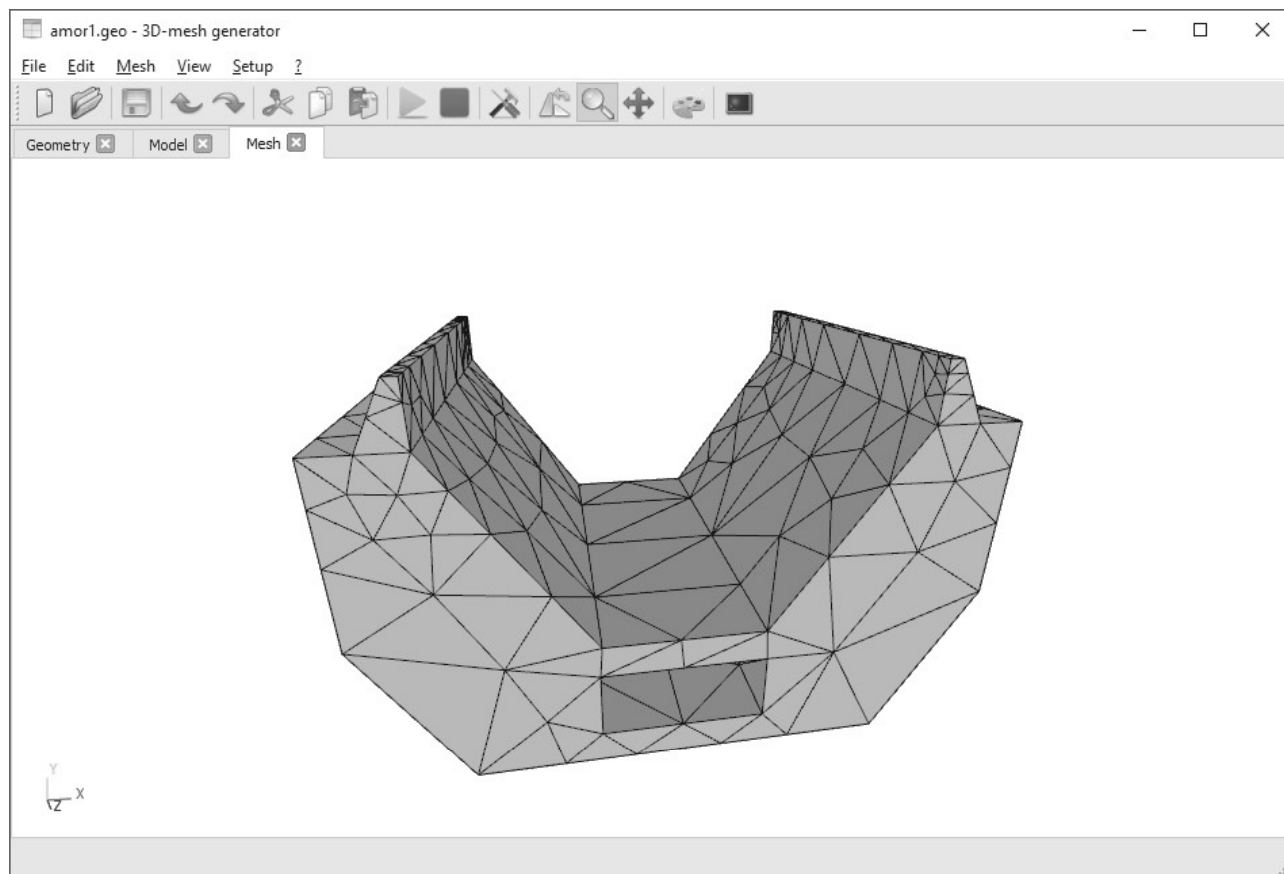 amor1.geo - 3D-mesh generator
File Edit Mesh View Setup ?
Geometry Model Mesh
Y
Z X